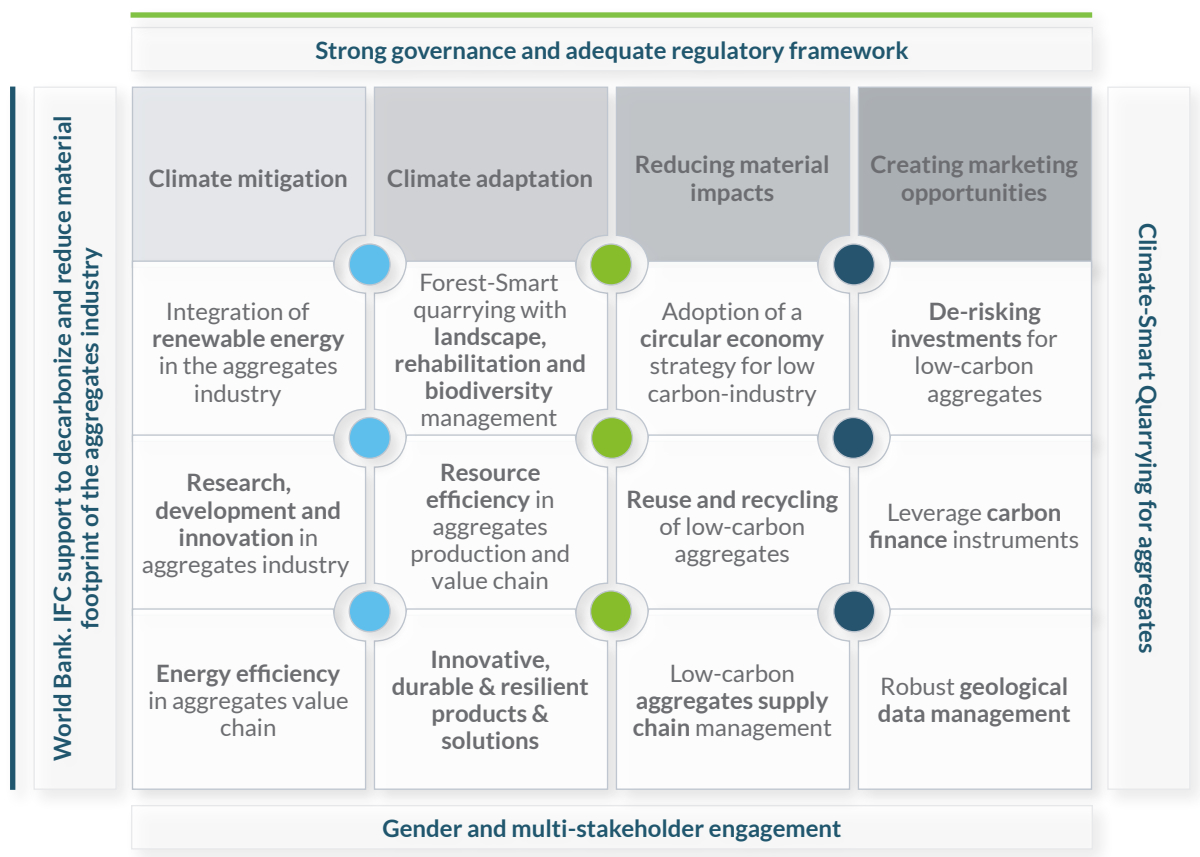 Strong governance and adequate regulatory framework
World Bank. IFC support to decarbonize and reduce material
footprint of the aggregates industry
Climate mitigation
Climate adaptation
Reducing material
impacts
Creating marketing
opportunities
Integration of
renewable energy
in the aggregates
industry
Forest-Smart
quarrying with
landscape,
rehabilitation and
biodiversity
management
Adoption of a
circular economy
strategy for low
carbon-industry
De-risking
investments for
low-carbon
aggregates
Research,
development and
innovation in
aggregates industry
Resource
efficiency in
aggregates
production and
value chain
Reuse and recycling
of low-carbon
aggregates
Leverage carbon
finance instruments
Energy efficiency
in aggregates value
chain
Innovative,
durable & resilient
products &
solutions
Low-carbon
aggregates supply
chain management
Robust geological
data management
Climate-Smart Quarrying for aggregates
Gender and multi-stakeholder engagement